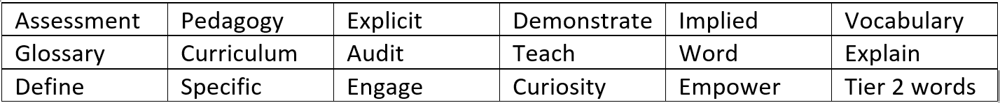 Assessment Pedagogy Explicit Demonstrate Implied Vocabulary
Glossary Curriculum Audit Teach Word Explain
Define Specific Engage Curiosity Empower Tier 2 words